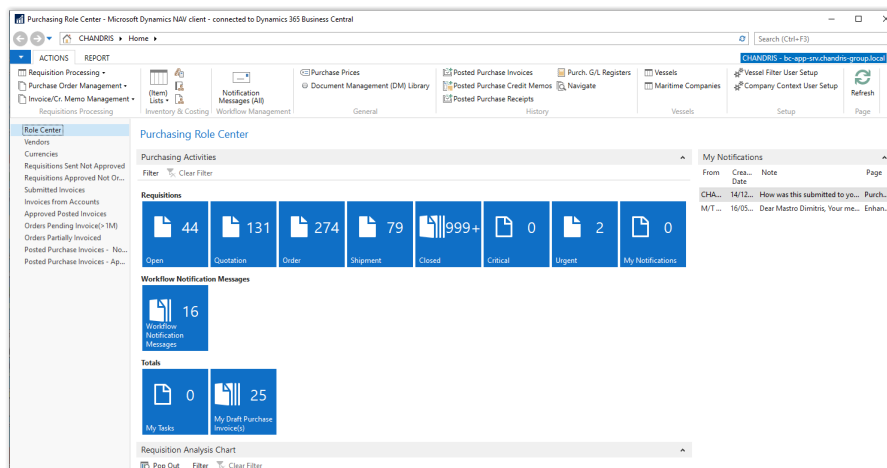 Purchasing Role Center - Microsoft Dynamics NAV client - connected to Dynamics 365 Business Central
CHANDRIS Home
Search (Ctrl+F3)
ACTIONS REPORT
CHANDRIS - bc-app-srv.chandris-group.local
Requisition Processing
Purchase Order Management
Invoice/Cr. Memo Management
Requisitions Processing
(Item) Lists
Inventory & Costing
Notification Messages (All)
Workflow Management
Purchase Prices
Document Management (DM) Library
General
Posted Purchase Invoices
Posted Purchase Credit Memos
Posted Purchase Receipts
Purch. G/L Registers
Navigate
History
Vessels
Maritime Companies
Vessels
Vessel Filter User Setup
Company Context User Setup
Setup
Refresh
Page
Role Center
Vendors
Currencies
Requisitions Sent Not Approved
Requisitions Approved Not Or...
Submitted Invoices
Invoices from Accounts
Approved Posted Invoices
Orders Pending Invoice(>1M)
Orders Partially Invoiced
Posted Purchase Invoices - No...
Posted Purchase Invoices - Ap...
Purchasing Role Center
Purchasing Activities
Filter Clear Filter
Requisitions
44
Open
131
Quotation
274
Order
79
Shipment
999+
Closed
0
Critical
2
Urgent
0
My Notifications
Workflow Notification Messages
16
Workflow
Notification
Messages
Totals
0
My Tasks
25
My Draft Purchase
Invoice(s)
Requisition Analysis Chart
Pop Out Filter Clear Filter
My Notifications
From Crea... Date Note Page
CHA... 14/12... How was this submitted to yo... Purch...
M/T ... 16/05... Dear Mastro Dimitris, Your me... Enhan...